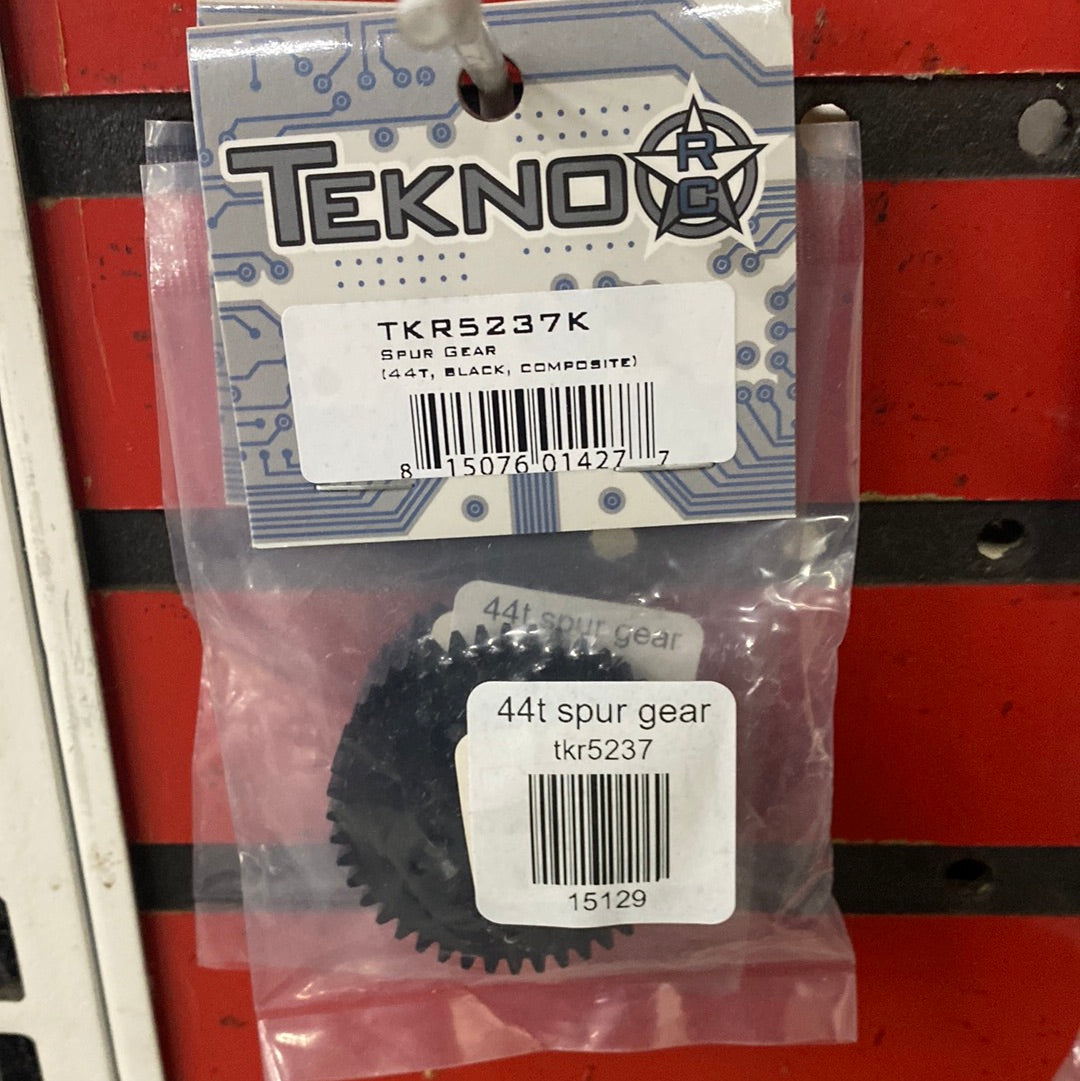 TEKNO RC
TKR5237K
SPUR GEAR
(44T, BLACK, COMPOSITE)
8 15076 01427 7
44t spur gear
44t spur gear
tkr5237
15129